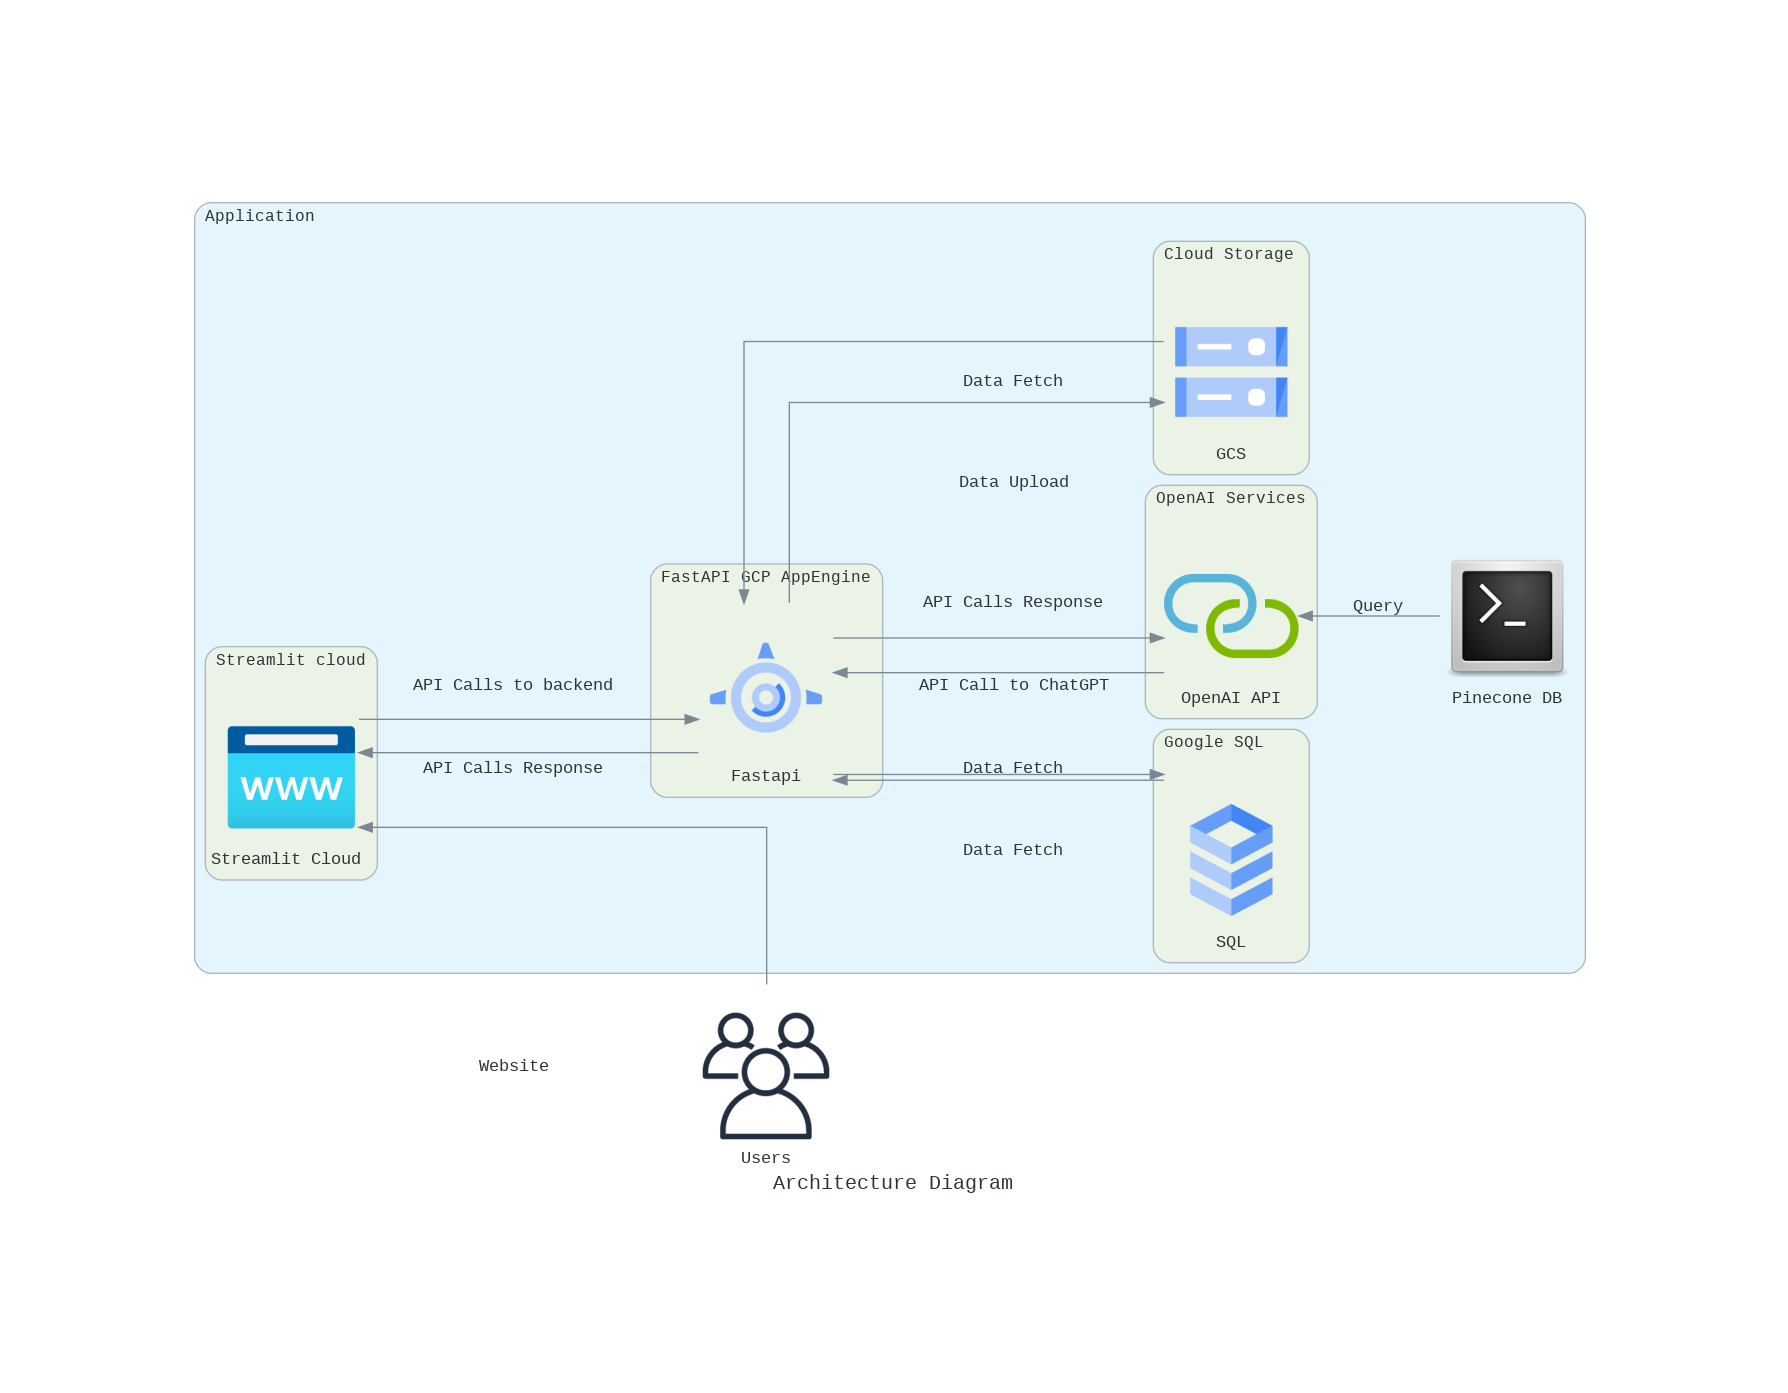 Application
Cloud Storage
Data Fetch
GCS
Data Upload
OpenAI Services
FastAPI GCP AppEngine
API Calls Response
Query
Streamlit cloud
API Calls to backend
API Call to ChatGPT
OpenAI API
Pinecone DB
Google SQL
API Calls Response
Data Fetch
Fastapi
www
Streamlit Cloud
Data Fetch
SQL
Website
Users
Architecture Diagram